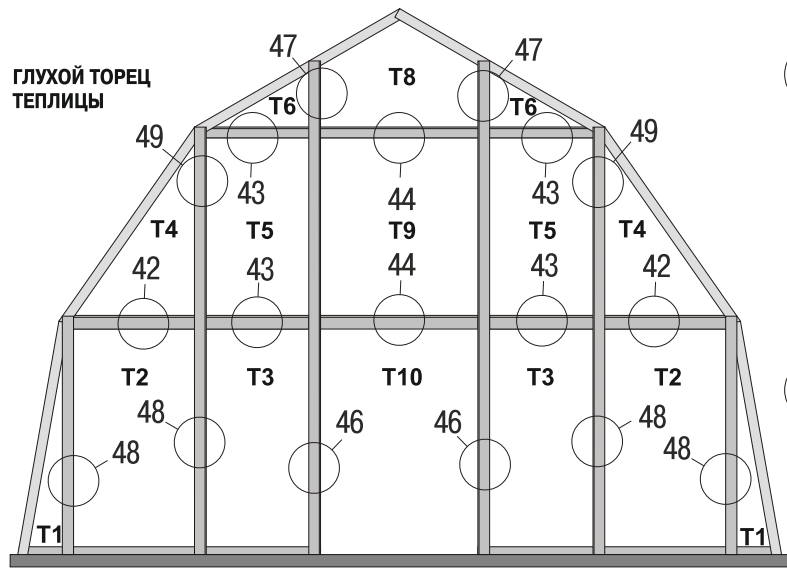 ГЛУХОЙ ТОРЕЦ
ТЕПЛИЦЫ
47 T8 47
T6 T6
49 49
43 44 43
T4 T5 T9 T5 T4
42 43 44 43 42
T2 T3 T10 T3 T2
48 48 46 46 48 48
T1 T1